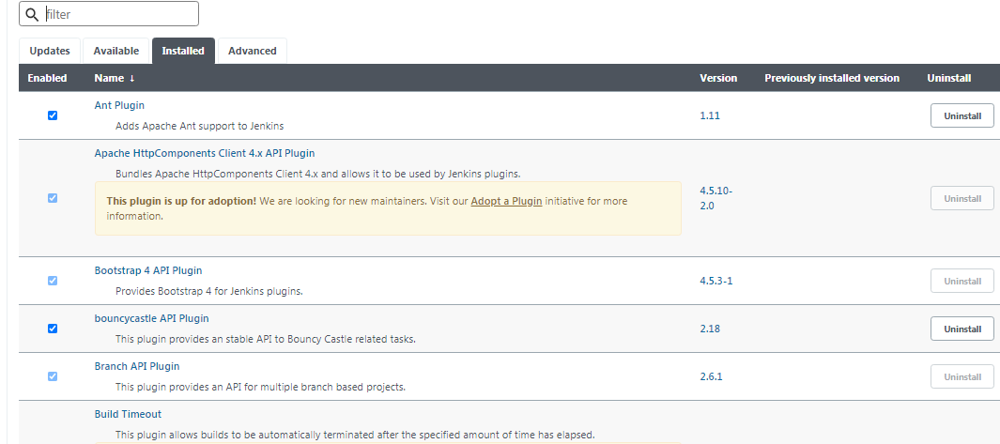 filter
Updates Available Installed Advanced
Enabled Name ↓ Version Previously installed version Uninstall
Ant Plugin
Adds Apache Ant support to Jenkins
1.11 Uninstall
Apache HttpComponents Client 4.x API Plugin
Bundles Apache HttpComponents Client 4.x and allows it to be used by Jenkins plugins.
This plugin is up for adoption! We are looking for new maintainers. Visit our Adopt a Plugin initiative for more
information.
4.5.10-
2.0
Uninstall
Bootstrap 4 API Plugin
Provides Bootstrap 4 for Jenkins plugins.
4.5.3-1 Uninstall
bouncycastle API Plugin
This plugin provides an stable API to Bouncy Castle related tasks.
2.18 Uninstall
Branch API Plugin
This plugin provides an API for multiple branch based projects.
2.6.1 Uninstall
Build Timeout
This plugin allows builds to be automatically terminated after the specified amount of time has elapsed.